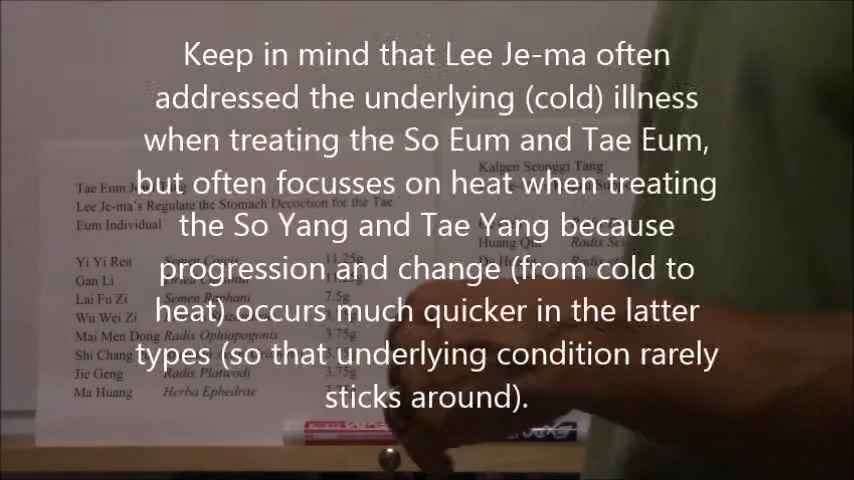 Keep in mind that Lee Je-ma often
addressed the underlying (cold) illness
when treating the So Eum and Tae Eum,
but often focusses on heat when treating
the So Yang and Tae Yang because
progression and change (from cold to
heat) occurs much quicker in the latter
types (so that underlying condition rarely
sticks around).
Tae Eum
Lee Je-ma's Regulate the Stomach Decoction for the Tae
Eum Individual
Yi Yi Ren Semen Coicis 11.25g
Gan Li
Lai Fu Zi Semen Raphani 7.5g
Wu Wei Zi
Mai Men Dong Radix Ophiopogonis 3.75g
Shi Chang
Jie Geng Radix Platicodi 3.75g
Ma Huang Herba Ephedrae
Kalgen Seunggi Tang
Huang Qin Radix